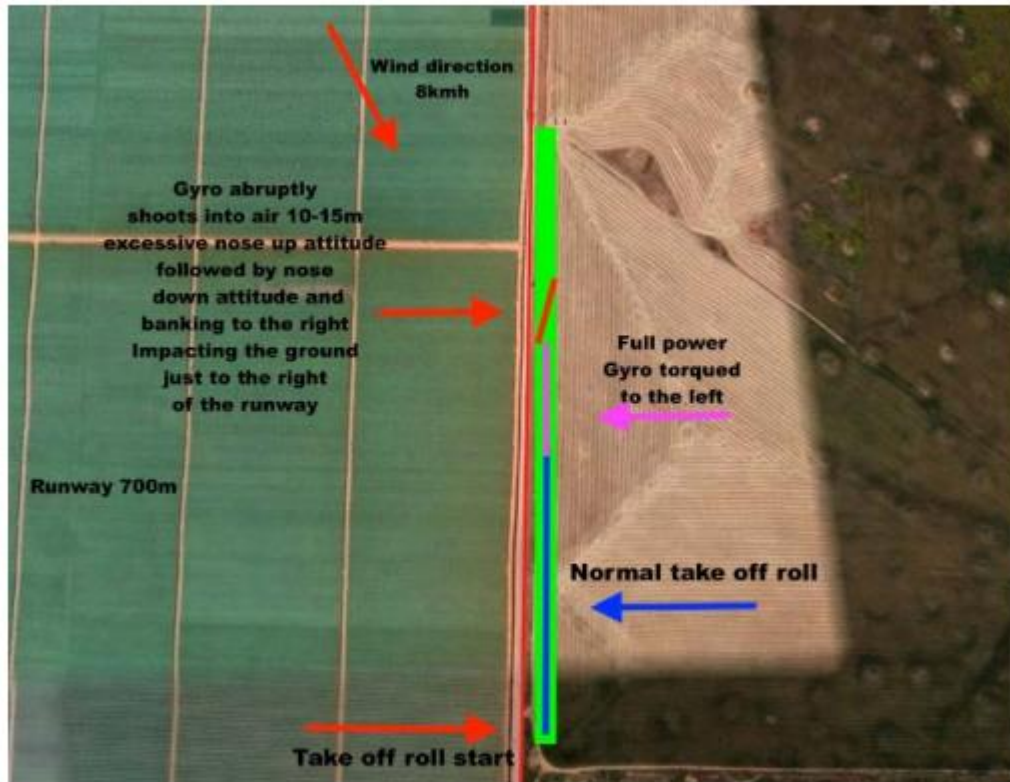 Wind direction
8kmh
Gyro abruptly
shoots into air 10-15m
excessive nose up attitude
followed by nose
down attitude and
banking to the right
Impacting the ground
just to the right
of the runway
Full power
Gyro torqued
to the left
Runway 700m
Normal take off roll
Take off roll start